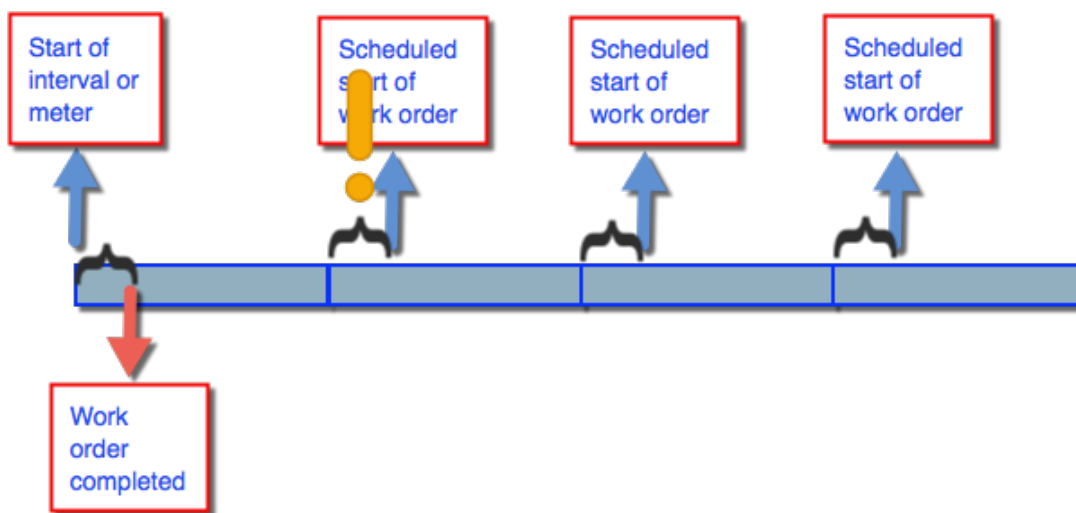 Start of
interval or
meter
Scheduled
start of
work order
Scheduled
start of
work order
Scheduled
start of
work order
Work
order
completed